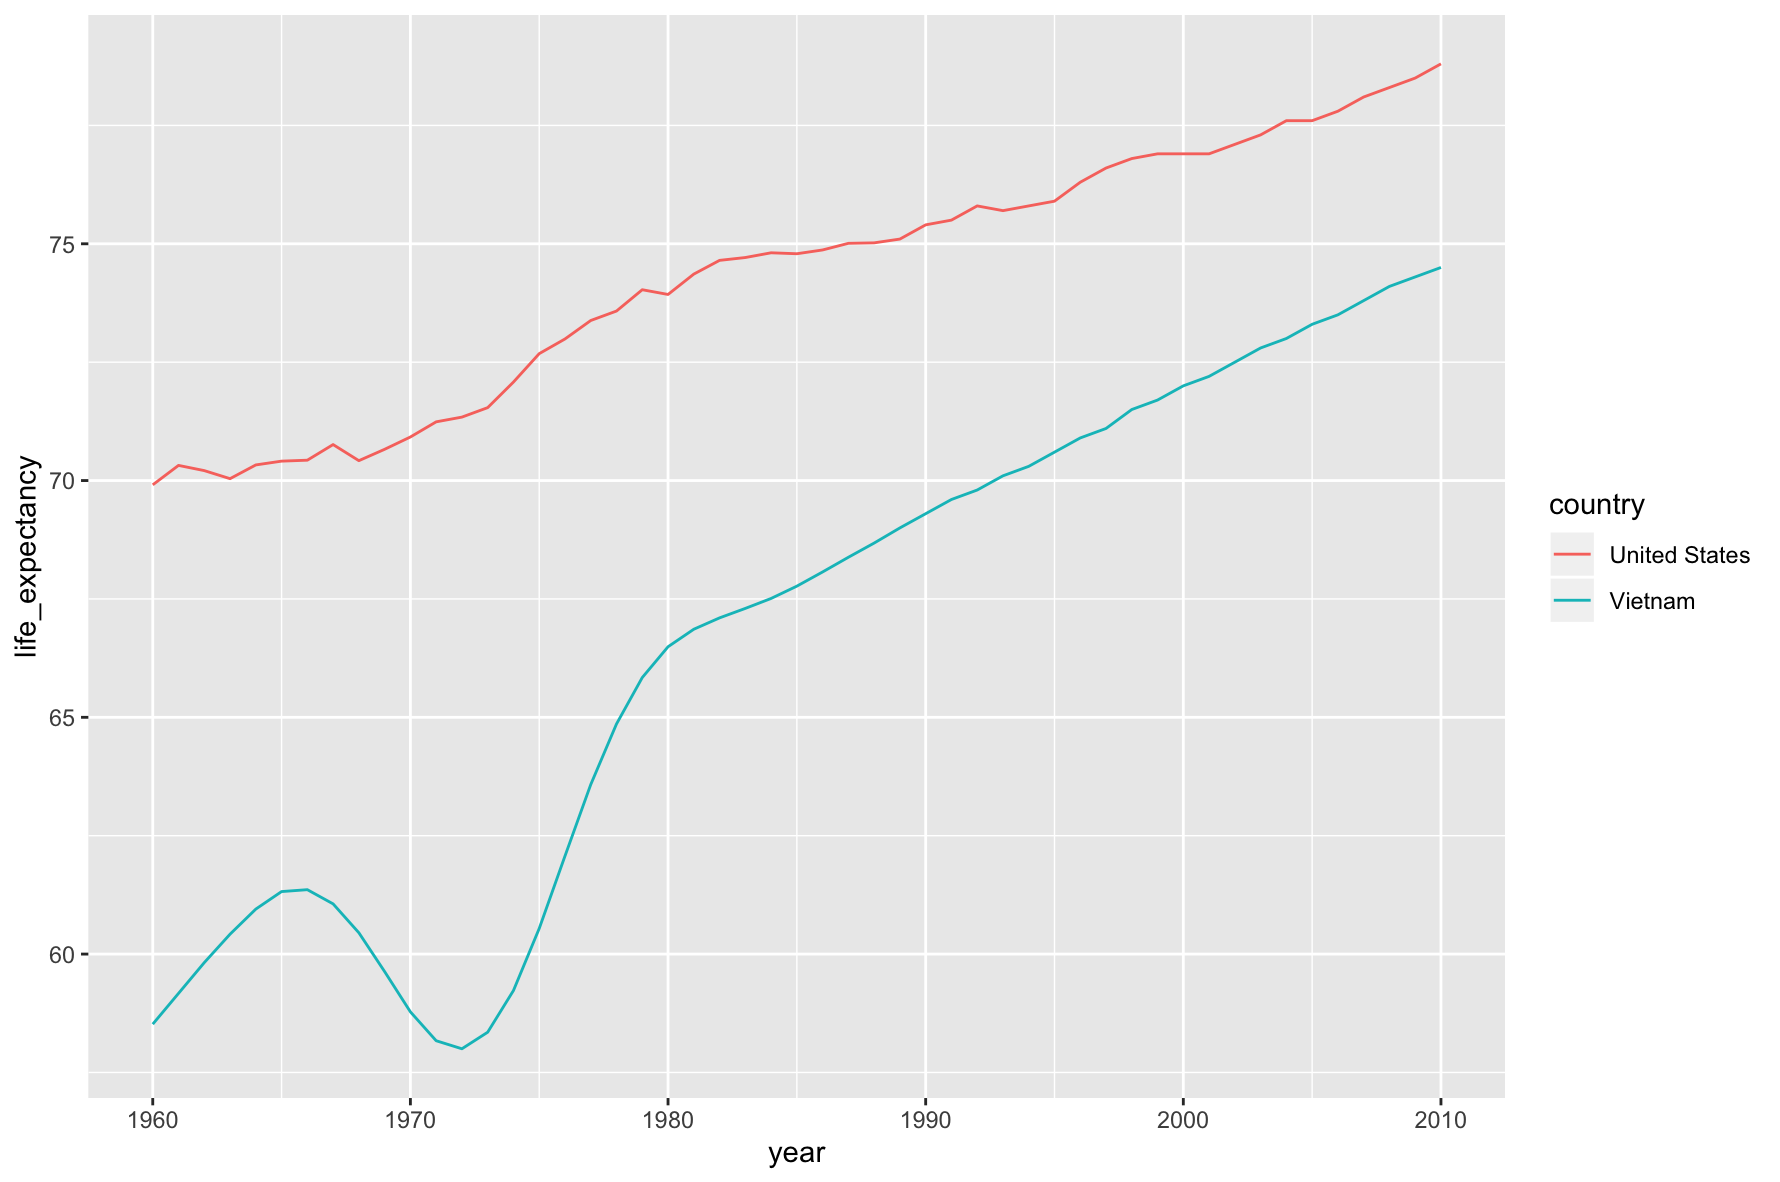 75
70
65
60
life_expectancy
1960 1970 1980 1990 2000 2010
year
country
United States
Vietnam